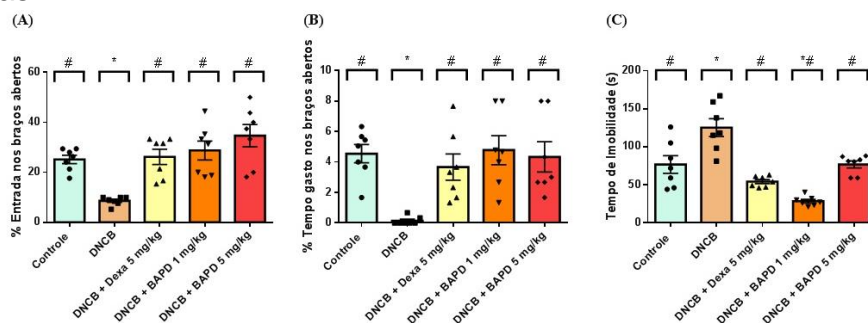 (A)
# * # # #
% Entrada nos braços abertos
60
40
20
0
Controle
DNCB
DNCB + Dexa 5 mg/kg
DNCB + BAPD 1 mg/kg
DNCB + BAPD 5 mg/kg
(B)
# * # # #
% Tempo gasto nos braços abertos
10
8
6
4
2
0
Controle
DNCB
DNCB + Dexa 5 mg/kg
DNCB + BAPD 1 mg/kg
DNCB + BAPD 5 mg/kg
(C)
# * # *# #
Tempo de Imobilidade (s)
200
150
100
50
0
Controle
DNCB
DNCB + Dexa 5 mg/kg
DNCB + BAPD 1 mg/kg
DNCB + BAPD 5 mg/kg